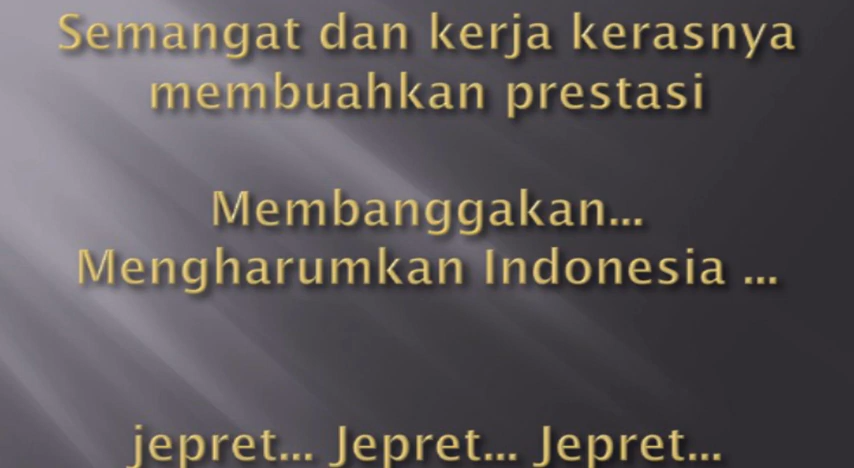 Semangat dan kerja kerasnya
membuahkan prestasi
Membanggakan...
Mengharumkan Indonesia ...
jepret... Jepret... Jepret...